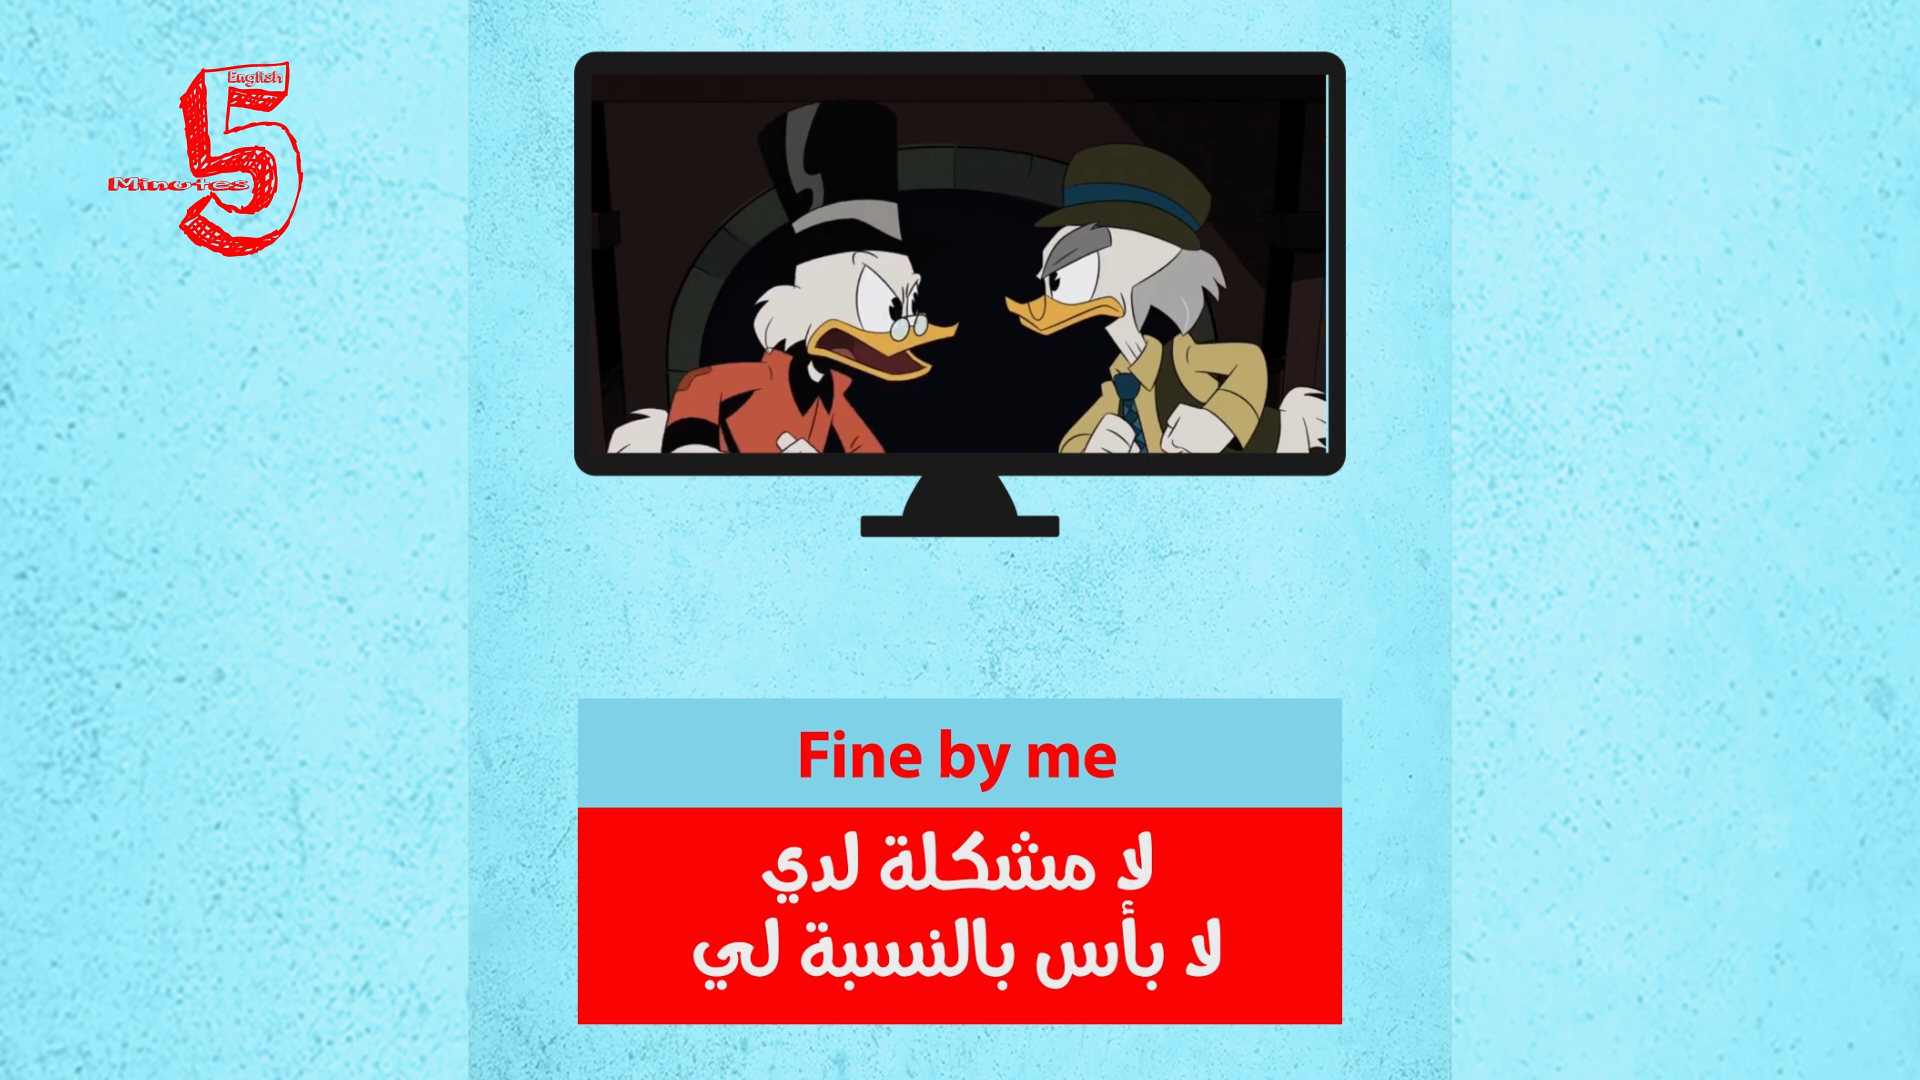 English
5
Minutes
Fine by me
لا مشكلة لدي
لا بأس بالنسبة لي